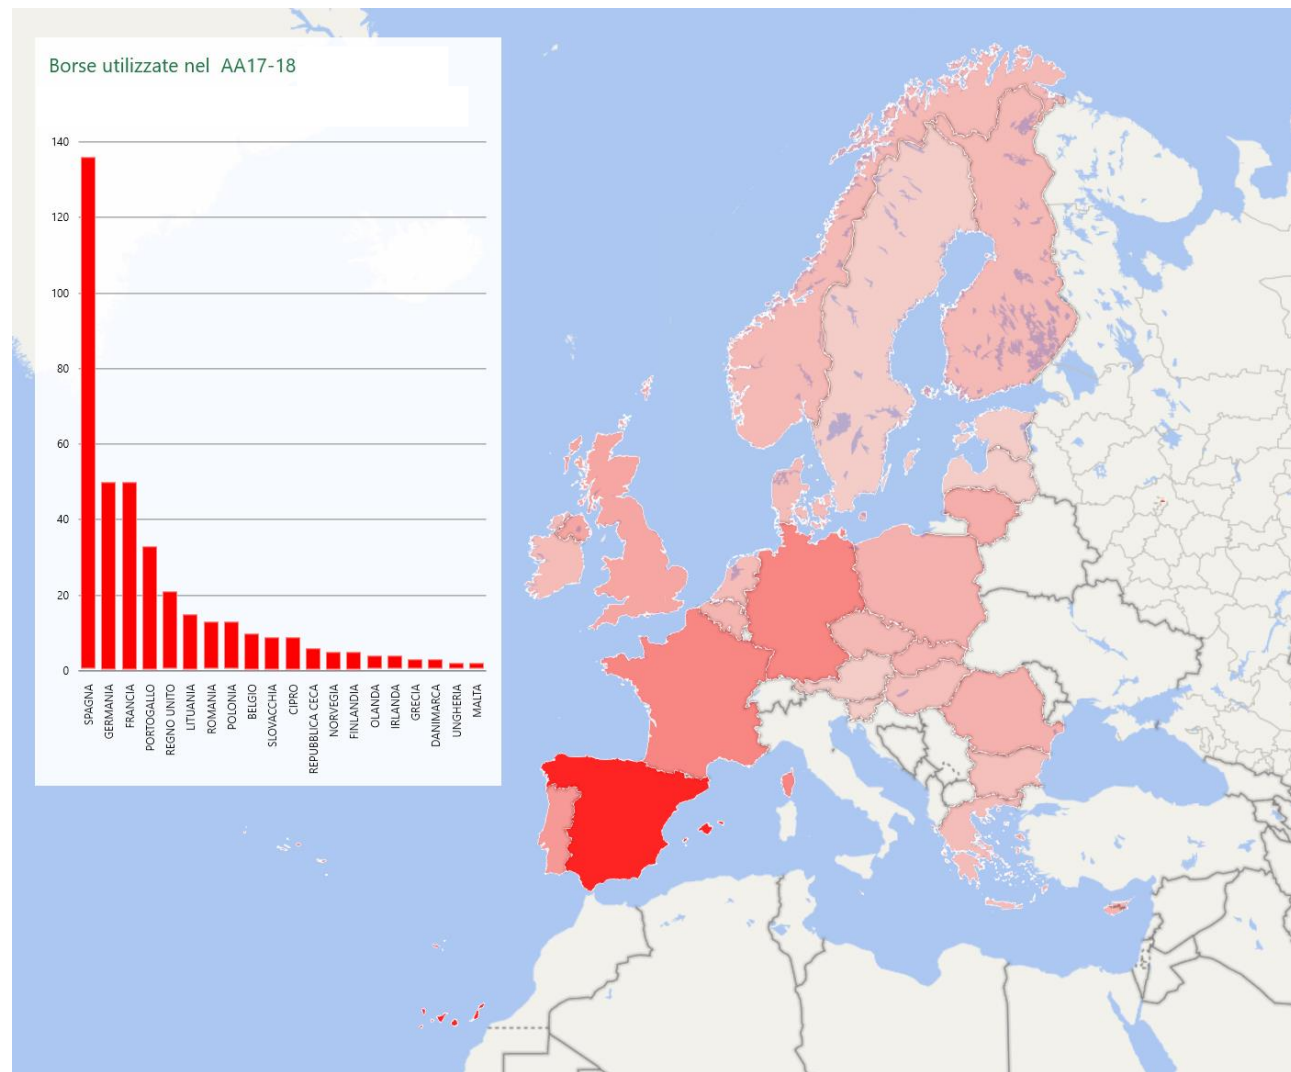 Borse utilizzate nel  AA17-18
140
120
100
80
60
40
20
0
SPAGNA
GERMANIA
FRANCIA
PORTOGALLO
REGNO UNITO
LITUANIA
ROMANIA
POLONIA
BELGIO
SLOVACCHIA
CIPRO
REPUBBLICA CECA
NORVEGIA
FINILANDIA
OLANDA
IRLANDA
GRECIA
DANIMARCA
UNGHERIA
MALTA